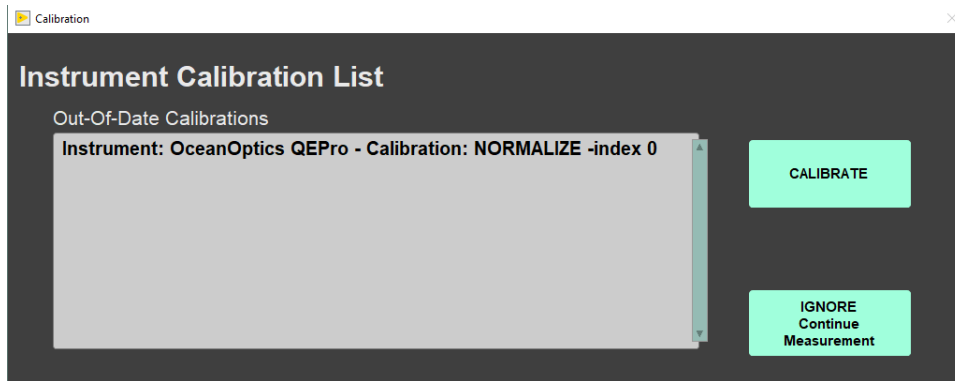 Calibration
Instrument Calibration List
Out-Of-Date Calibrations
Instrument: OceanOptics QEPro - Calibration: NORMALIZE -index 0
CALIBRATE
IGNORE
Continue
Measurement